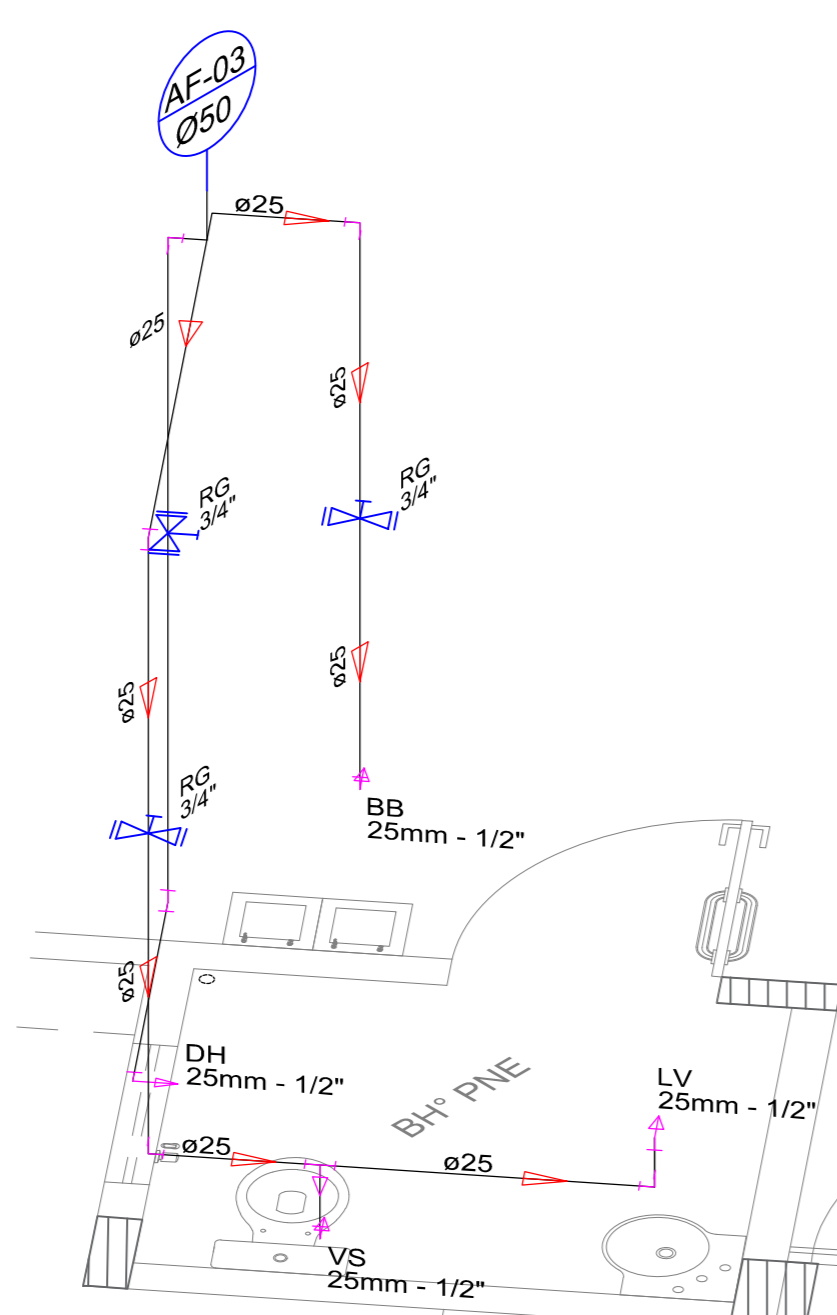 AF-03
Ø50
ø25
ø25
ø25
RG
3/4"
RG
3/4"
ø25
ø25
RG
3/4"
BB
25mm - 1/2"
ø25
DH
25mm - 1/2"
BH° PNE
LV
25mm - 1/2"
ø25
ø25
VS
25mm - 1/2"